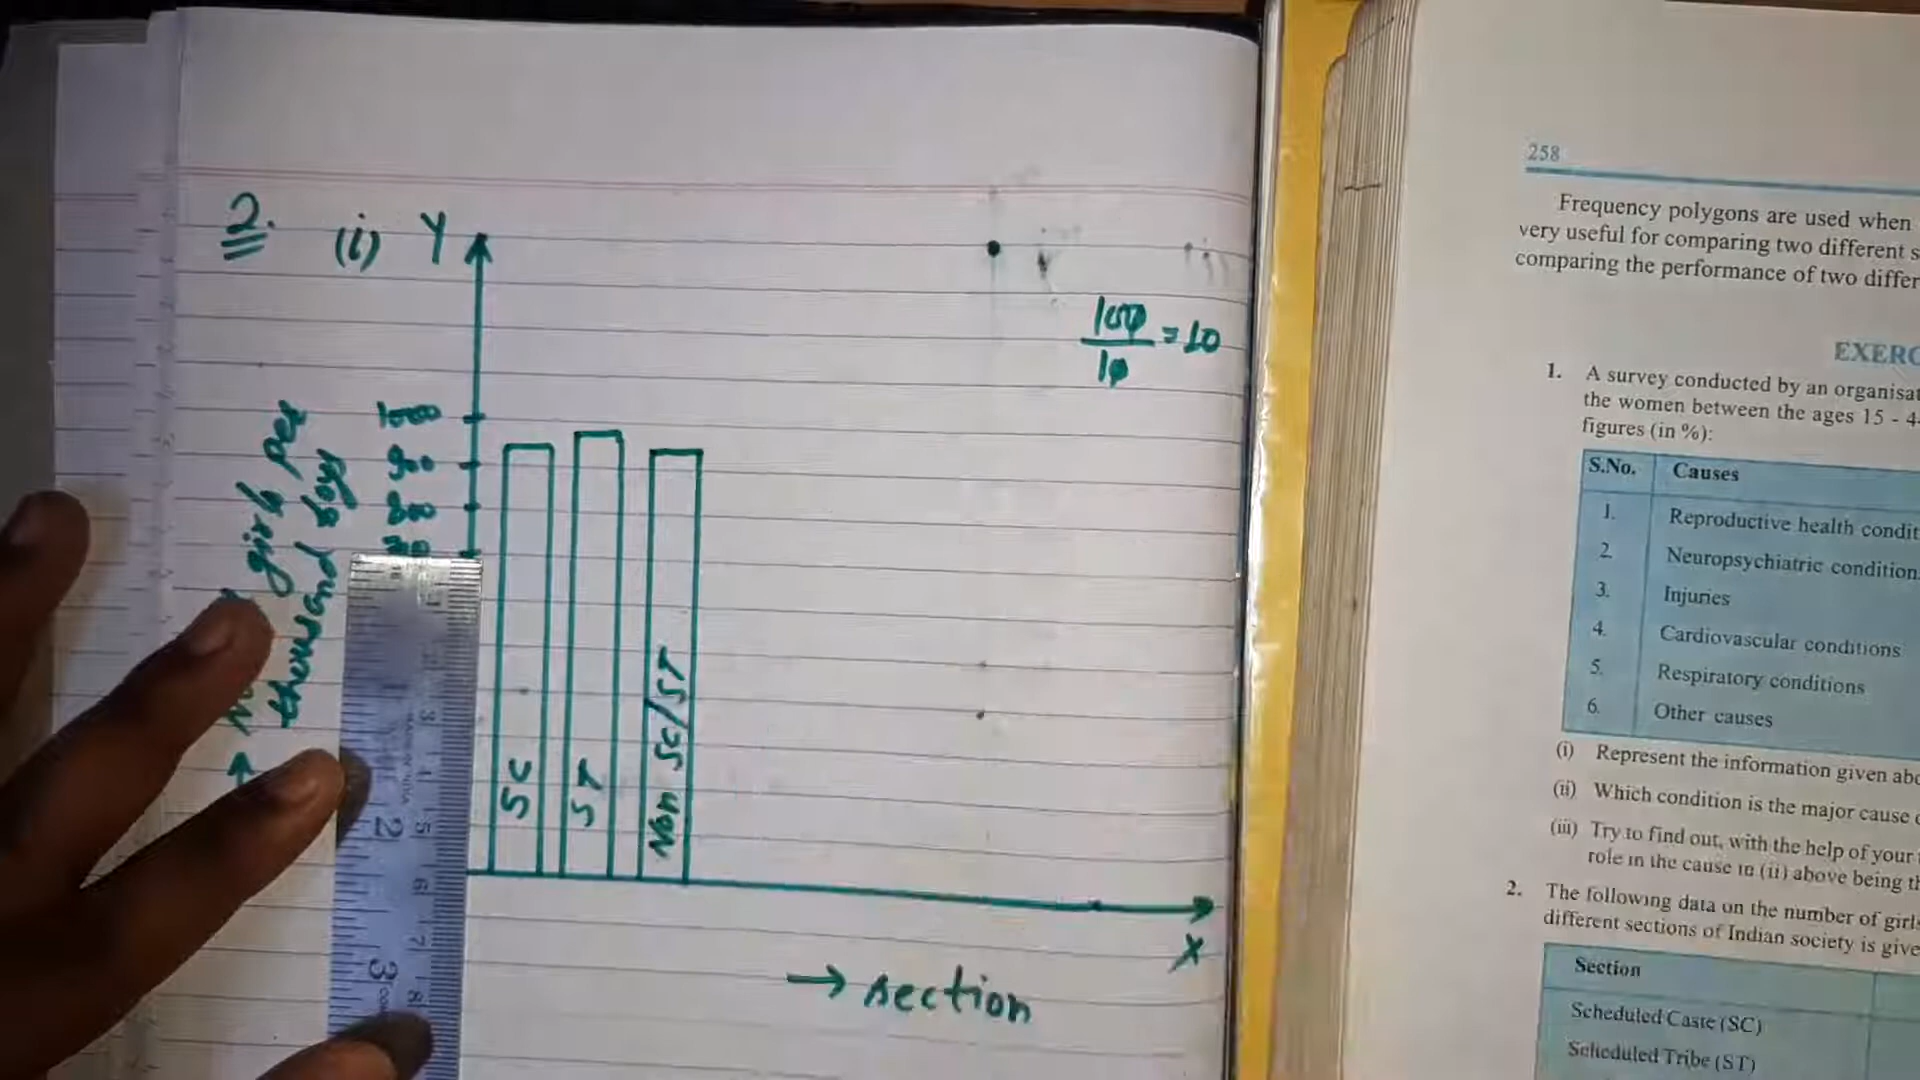 2. (i) Y
100
10 = 10
girls per
thousand boys
SC
ST
Non SC/ST
X
→ section
258
Frequency polygons are used when
very useful for comparing two different s
comparing the performance of two differ
EXERC
1. A survey conducted by an organisat
the women between the ages 15 - 4
figures (in %):
S.No. Causes
1. Reproductive health condit
2. Neuropsychiatric condition
3. Injuries
4. Cardiovascular conditions
5. Respiratory conditions
6. Other causes
(i) Represent the information given abo
(ii) Which condition is the major cause
(iii) Try to find out, with the help of your
role in the cause in (ii) above being th
2. The following data on the number of girls
different sections of Indian society is give
Section
Scheduled Caste (SC)
Scheduled Tribe (ST)